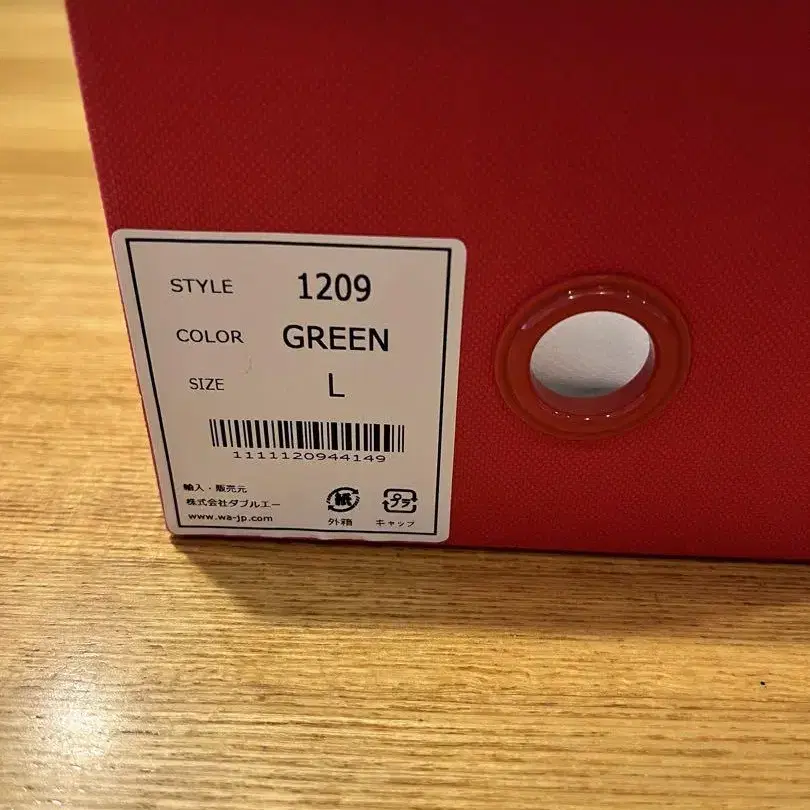 STYLE 1209
COLOR GREEN
SIZE L
1111120944149
輸入・販売元
株式会社ダブルエー
www.wa-jp.com
紙 プラ
外箱 キャップ